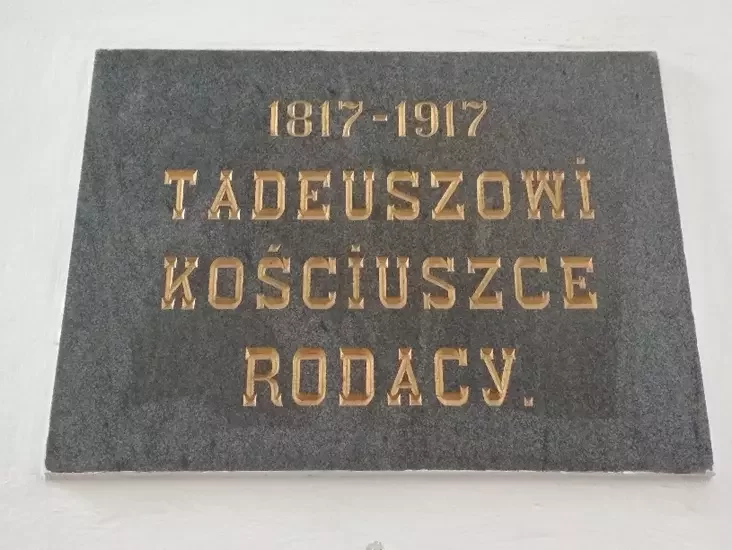 1817-1917
TADEUSZOWI
KOŚCIUSZCE
RODACY.